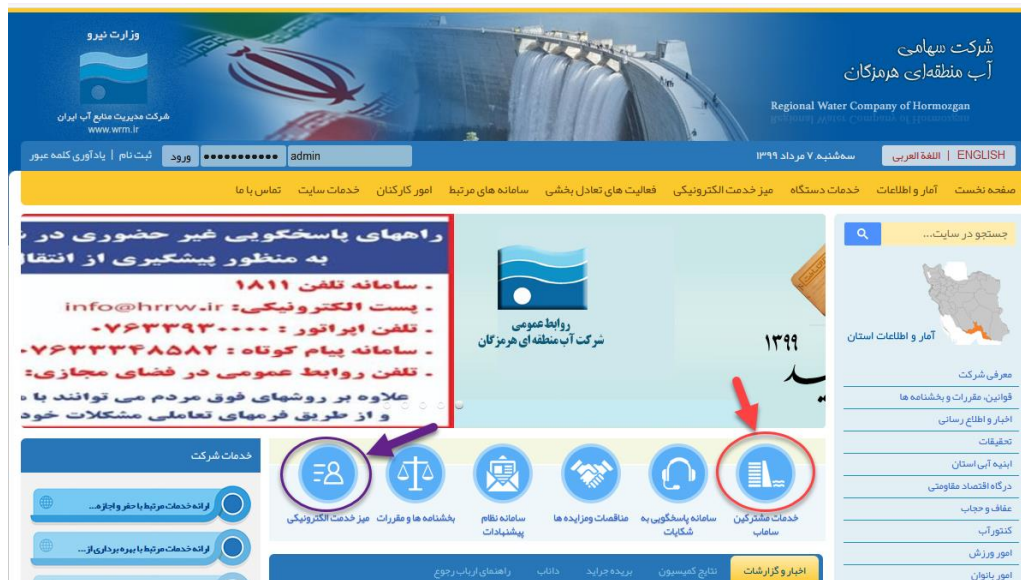 وزارت نیرو
شرکت مدیریت منابع آب ایران
www.wrm.ir
شرکت سهامی
آب منطقه‌ای هرمزگان
Regional Water Company of Hormozgan
ENGLISH | اللغة العربي
سه‌شنبه, ۷ مرداد ۱۳۹۹
admin
ورود
ثبت نام | یادآوری کلمه عبور
صفحه نخست آمار و اطلاعات خدمات دستگاه میز خدمت الکترونیکی فعالیت های تعادل بخشی سامانه های مرتبط امور کارکنان خدمات سایت تماس با ما
جستجو در سایت...
آمار و اطلاعات استان
معرفی شرکت
قوانین، مقررات و بخشنامه ها
اخبار و اطلاع رسانی
تحقیقات
ابنیه آبی استان
درگاه اقتصاد مقاومتی
عفاف و حجاب
کنتور آب
امور ورزش
امور بانوان
۱۳۹۹
روابط عمومی
شرکت آب منطقه ای هرمزگان
راههای پاسخگویی غیر حضوری در
به منظور پیشگیری از انتقا
. سامانه تلفن ۱۸۱۱
. پست الکترونیکی: info@hrrw.ir
. تلفن اپراتور : ۰۷۶۳۳۳۹۳۰۰۰۰
. سامانه پیام کوتاه : ۰۷۶۳۳۳۴۸۵۸۲
. تلفن روابط عمومی در فضای مجازی:
علاوه بر روشهای فوق مردم می توانند با
و از طریق فرمهای تعاملی مشکلات خود
خدمات مشترکین
ساماب
سامانه پاسخگویی به
شکایات
مناقصات ومزایده ها
سامانه نظام
پیشنهادات
بخشنامه ها و مقررات
میز خدمت الکترونیکی
خدمات شرکت
ارائه خدمات مرتبط با حفر و اجازه...
ارائه خدمات مرتبط با بهره برداری از...
اخبار و گزارشات نتایج کمیسیون بریده جراید داناب راهنمای ارباب رجوع